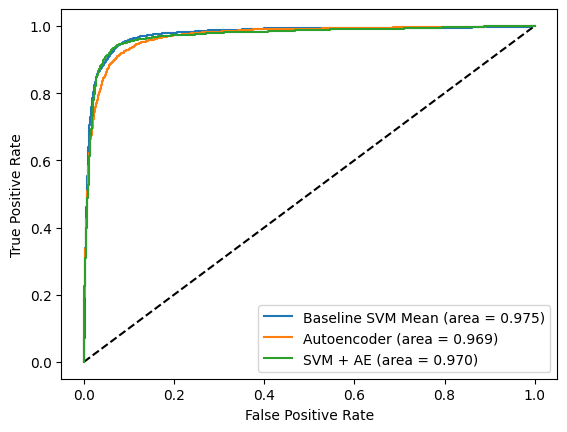 1.0
0.8
0.6
0.4
0.2
0.0
True Positive Rate
Baseline SVM Mean (area = 0.975)
Autoencoder (area = 0.969)
SVM + AE (area = 0.970)
0.0 0.2 0.4 0.6 0.8 1.0
False Positive Rate